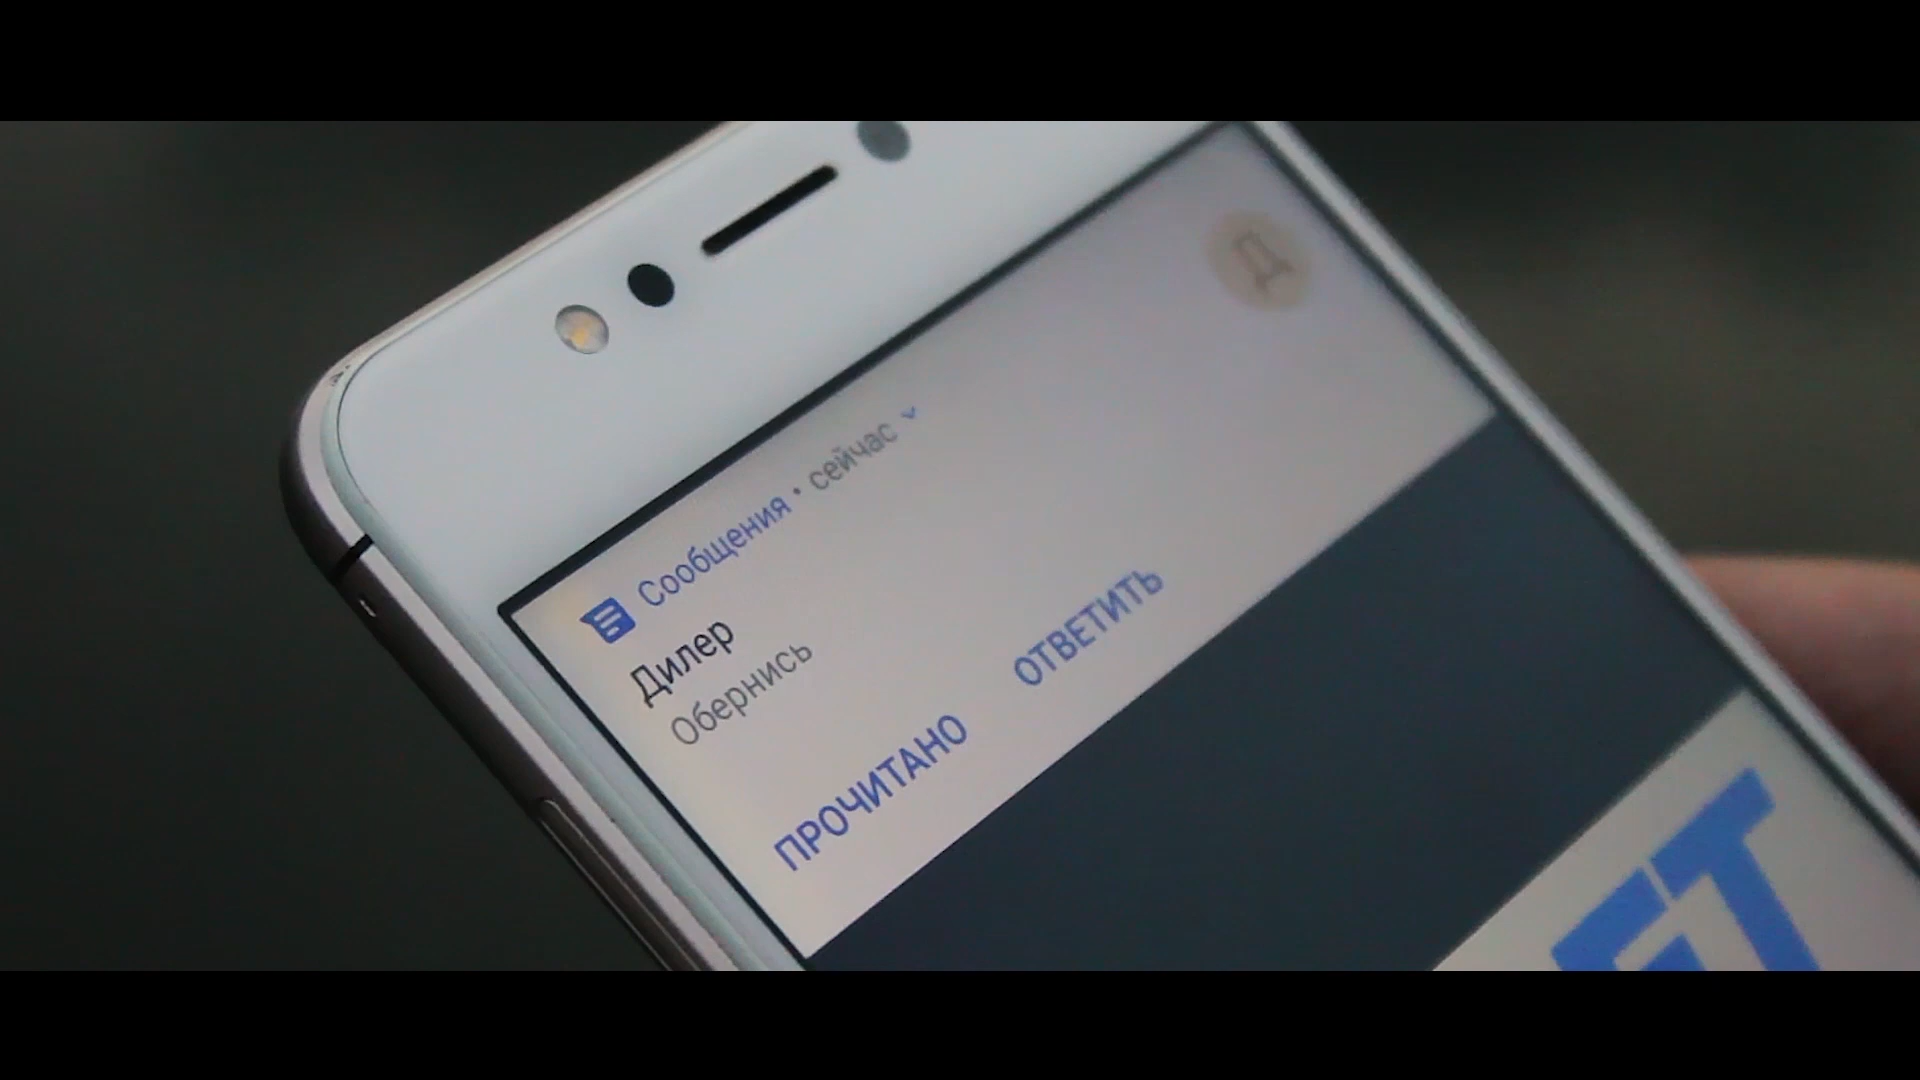 Д
Сообщения • сейчас
Дилер
Обернись
ПРОЧИТАНО ОТВЕТИТЬ